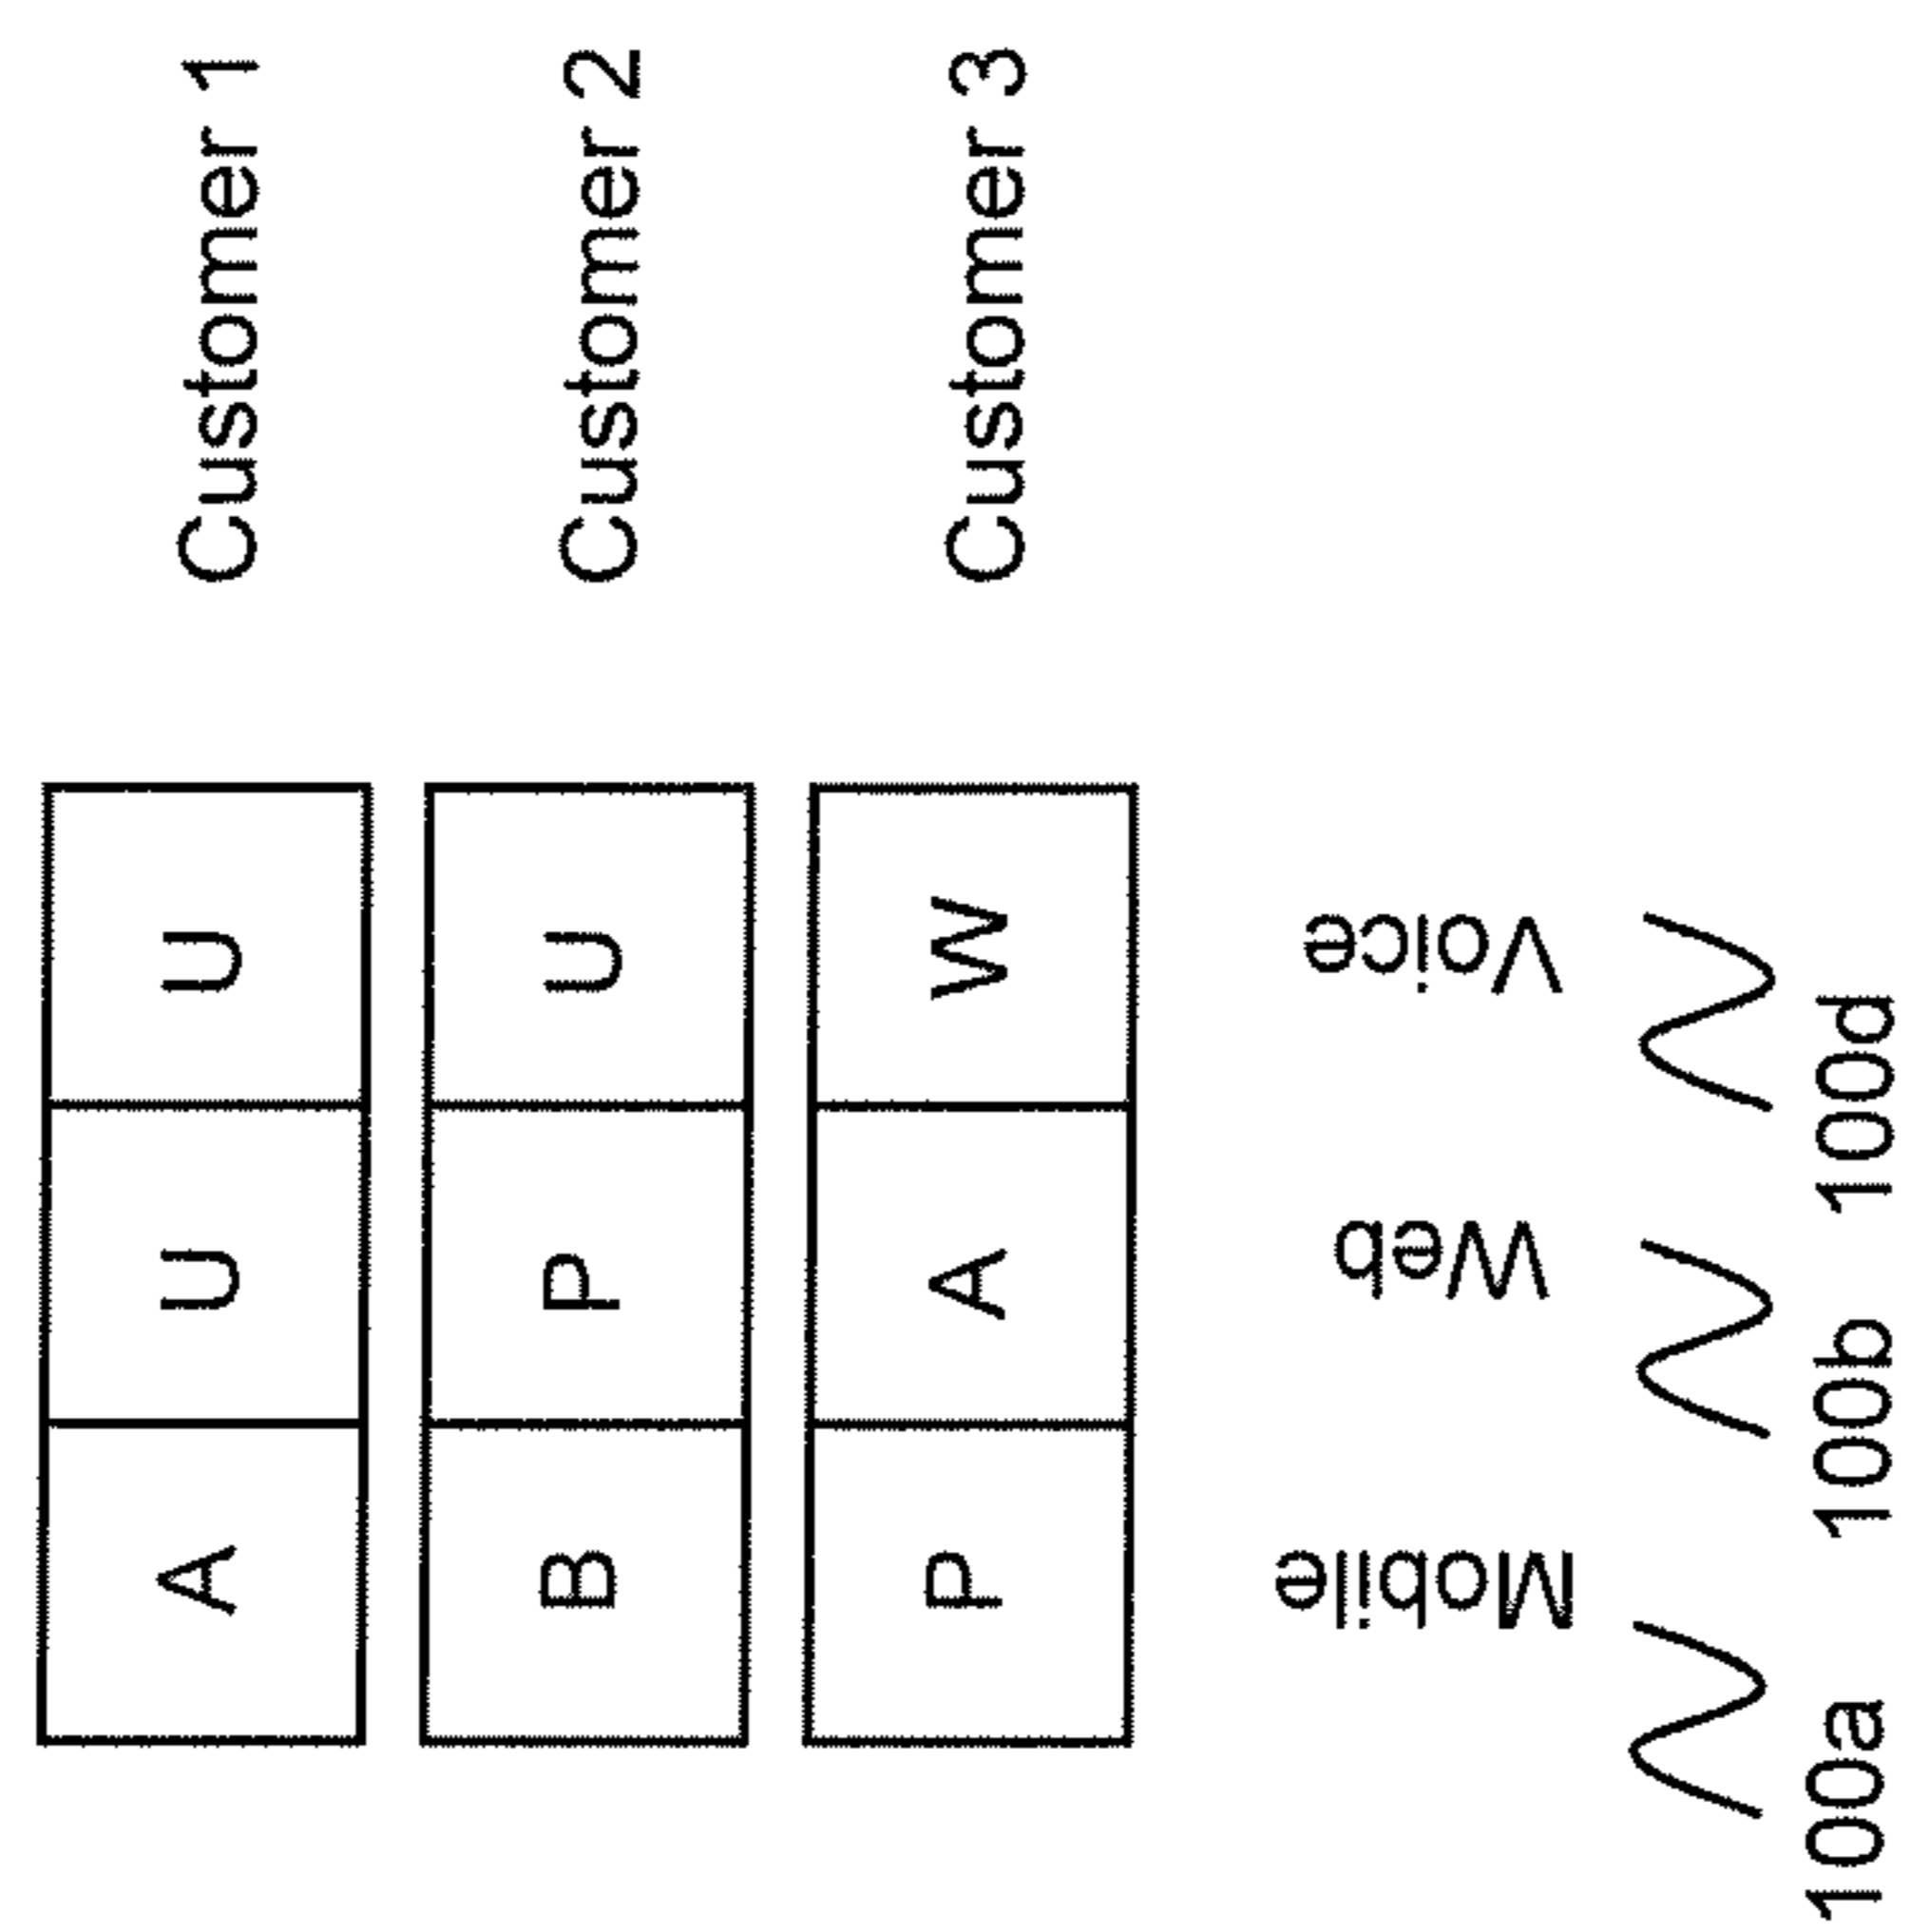 A U U Customer 1
B P U Customer 2
P A W Customer 3
Mobile Web Voice
100a 100b 100d